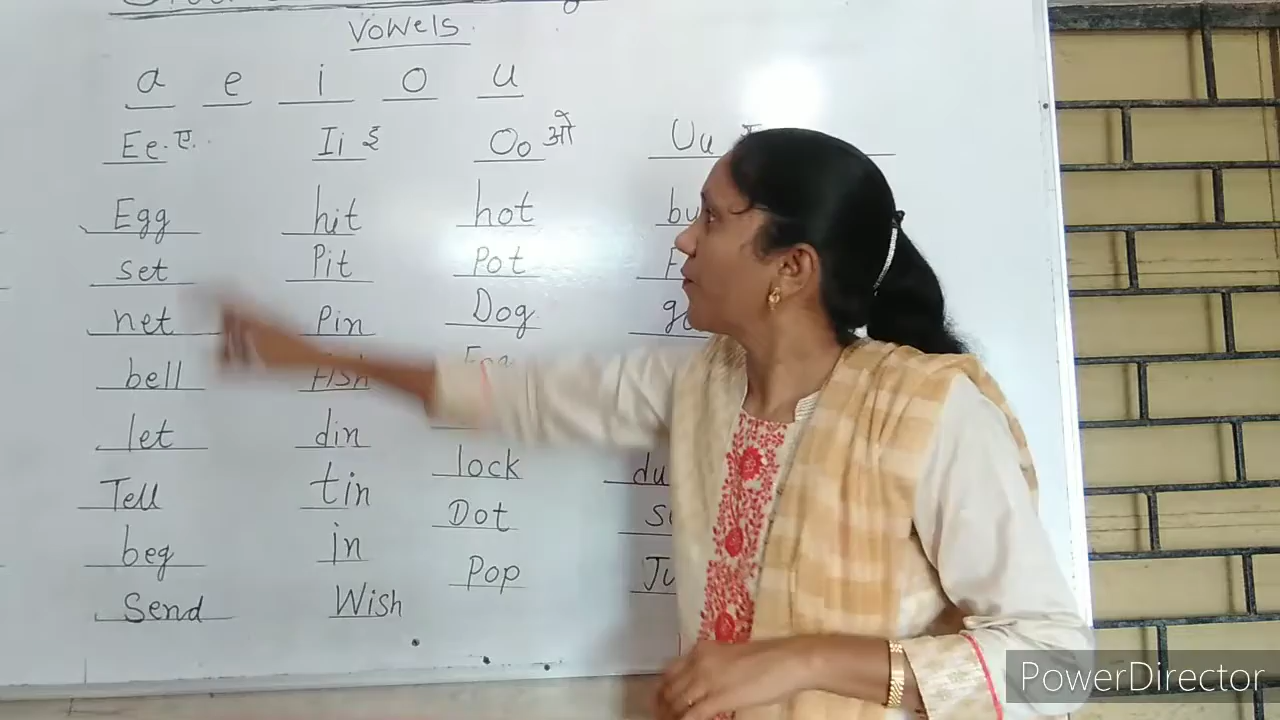 Vowels
a e i o u
Ee ए Ii इ Oo ओ Uu
Egg hit hot
set Pit Pot
net Pin Dog
bell Fish
let din lock
Tell tin Dot
beg in Pop
Send Wish
PowerDirector